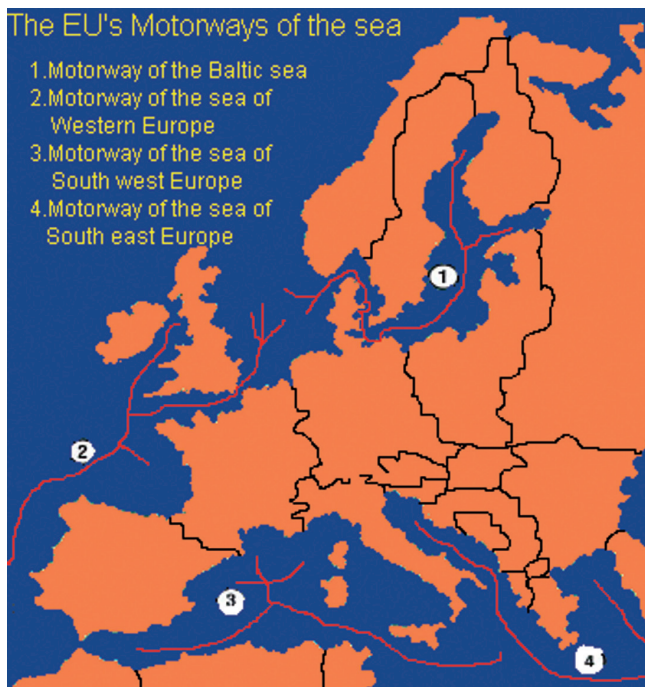 The EU's Motorways of the sea
1.Motorway of the Baltic sea
2.Motorway of the sea of
Western Europe
3.Motorway of the sea of
South west Europe
4.Motorway of the sea of
South east Europe
1
2
3
4